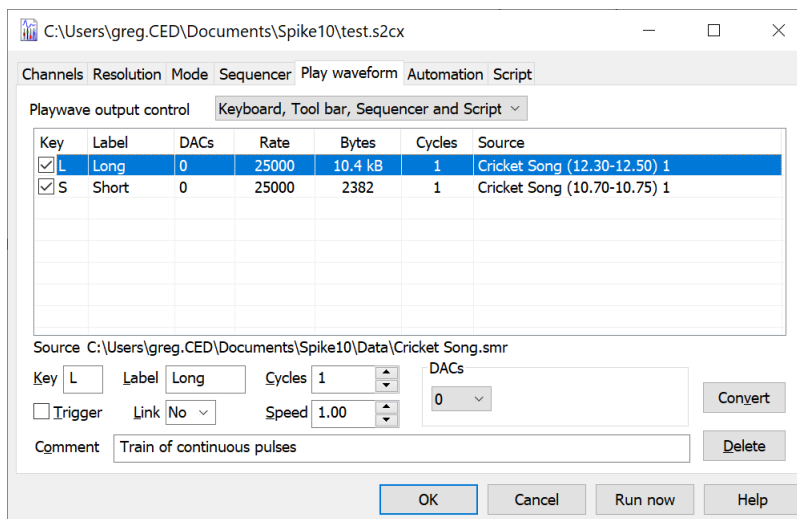 C:\Users\greg.CED\Documents\Spike10\test.s2cx
Channels Resolution Mode Sequencer Play waveform Automation Script
Playwave output control Keyboard, Tool bar, Sequencer and Script
Key Label DACs Rate Bytes Cycles Source
L Long 0 25000 10.4 kB 1 Cricket Song (12.30-12.50) 1
S Short 0 25000 2382 1 Cricket Song (10.70-10.75) 1
Source C:\Users\greg.CED\Documents\Spike10\Data\Cricket Song.smr
Key L Label Long Cycles 1 DACs
0 Convert
Trigger Link No Speed 1.00
Comment Train of continuous pulses Delete
OK Cancel Run now Help